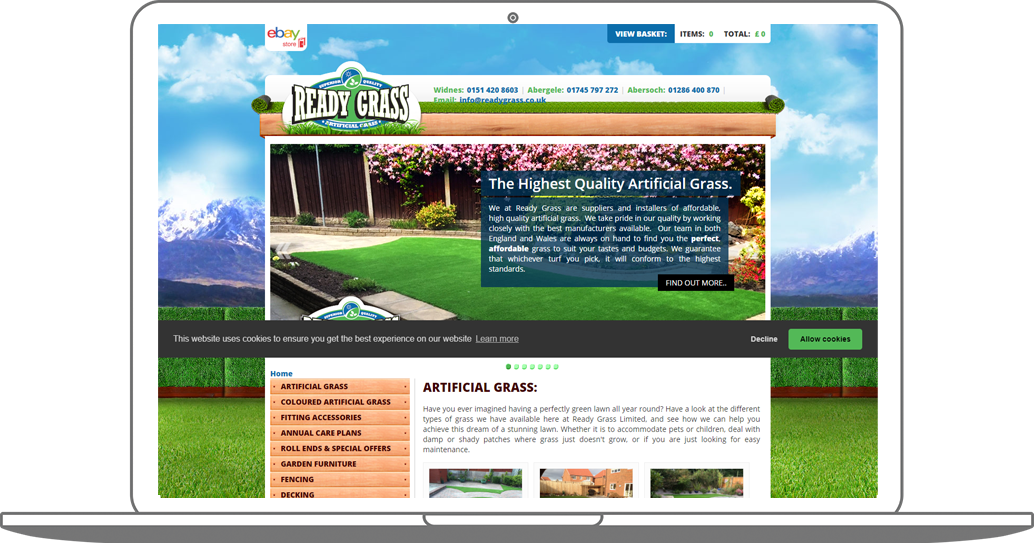 ebay
store
VIEW BASKET: ITEMS: 0 TOTAL: £ 0
Widnes: 0151 420 8603 | Abergele: 01745 797 272 | Abersoch: 01286 400 870 |
Email: info@readygrass.co.uk
SUPERIOR QUALITY
READY GRASS
ARTIFICIAL GRASS
The Highest Quality Artificial Grass.
We at Ready Grass are suppliers and installers of affordable,
high quality artificial grass. We take pride in our quality by working
closely with the best manufacturers available. Our team in both
England and Wales are always on hand to find you the perfect,
affordable grass to suit your tastes and budgets. We guarantee
that whichever turf you pick, it will conform to the highest
standards.
FIND OUT MORE..
SUPERIOR QUALITY
This website uses cookies to ensure you get the best experience on our website Learn more
Decline
Allow cookies
Home
ARTIFICIAL GRASS
COLOURED ARTIFICIAL GRASS
FITTING ACCESSORIES
ANNUAL CARE PLANS
ROLL ENDS & SPECIAL OFFERS
GARDEN FURNITURE
FENCING
DECKING
ARTIFICIAL GRASS:
Have you ever imagined having a perfectly green lawn all year round? Have a look at the different
types of grass we have available here at Ready Grass Limited, and see how we can help you
achieve this dream of a stunning lawn. Whether it is to accommodate pets or children, deal with
damp or shady patches where grass just doesn't grow, or if you are just looking for easy
maintenance.